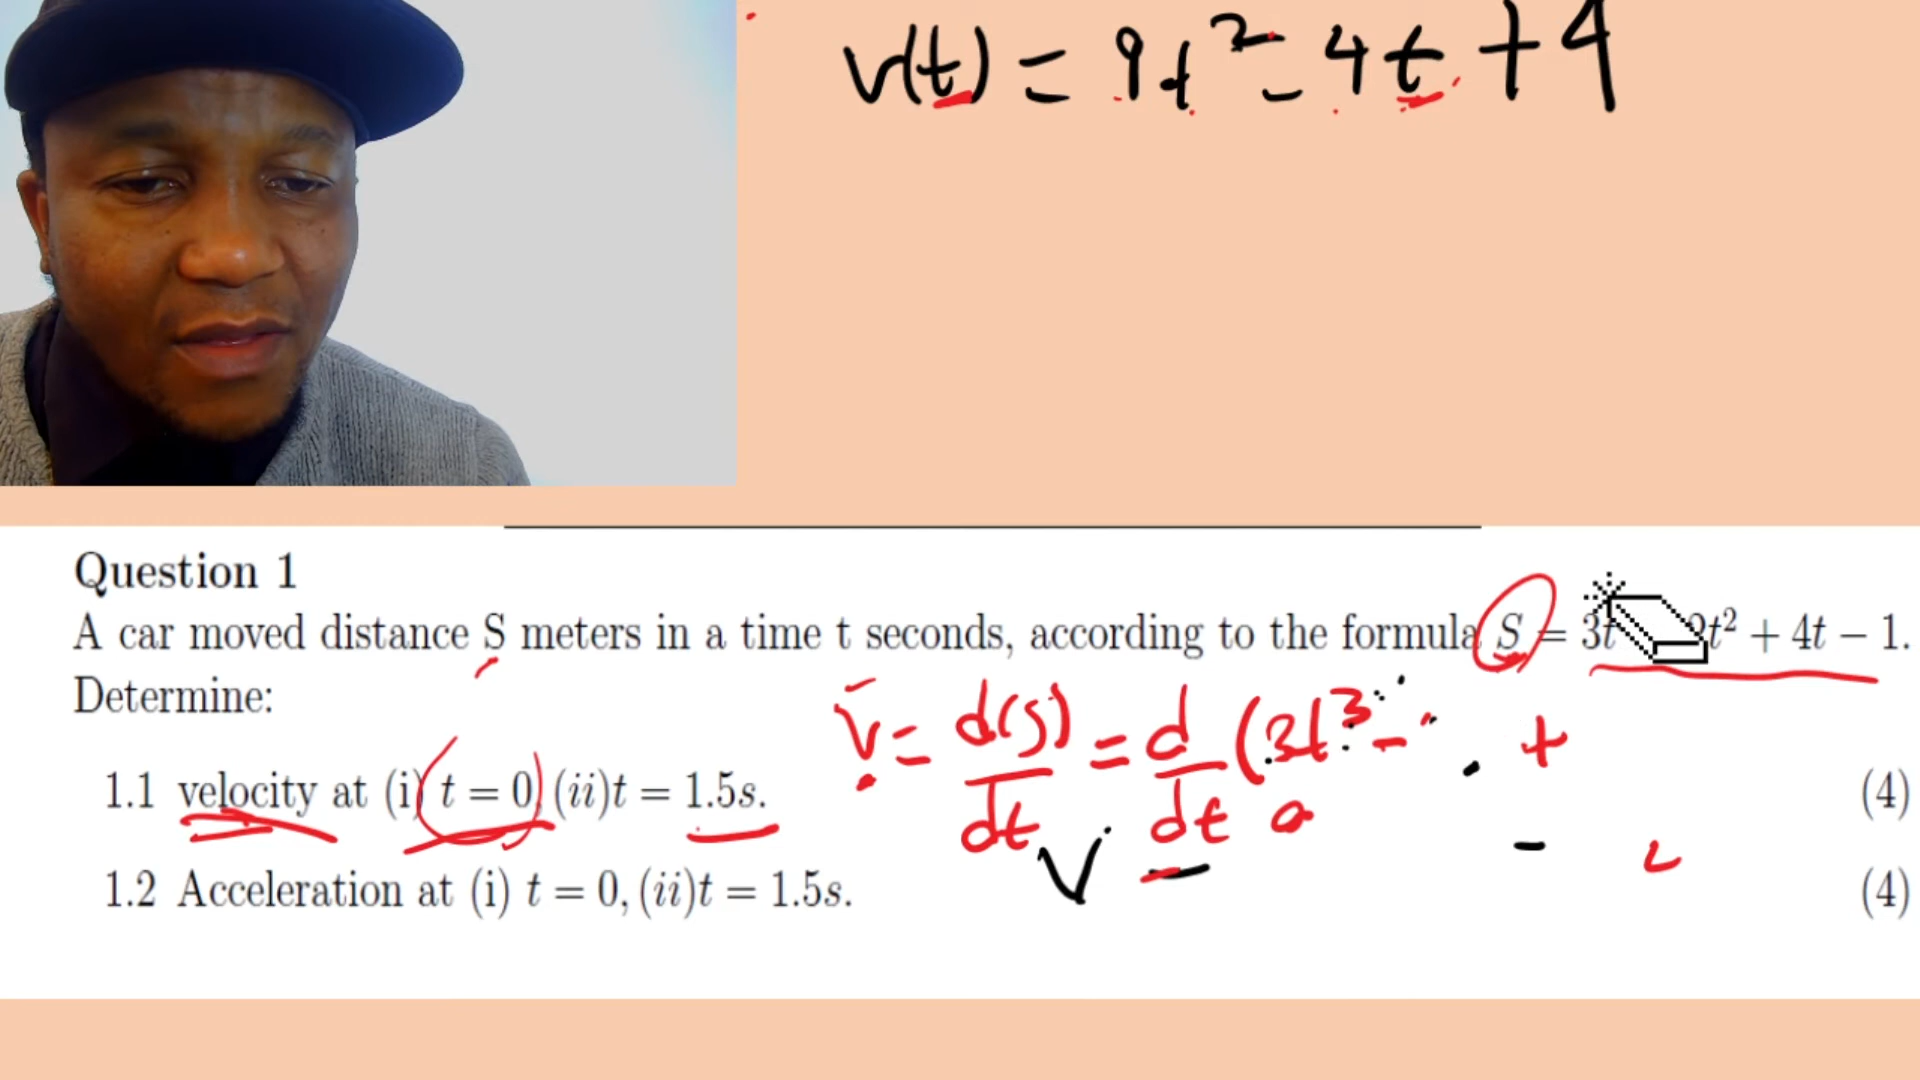 v(t) = 9t² - 4t + 4
Question 1
A car moved distance S meters in a time t seconds, according to the formula S = 3t t² + 4t − 1.
Determine:
v = d(s)/dt = d/dt (3t³ - +
1.1 velocity at (i) t = 0, (ii)t = 1.5s. (4)
V
1.2 Acceleration at (i) t = 0, (ii)t = 1.5s. (4)